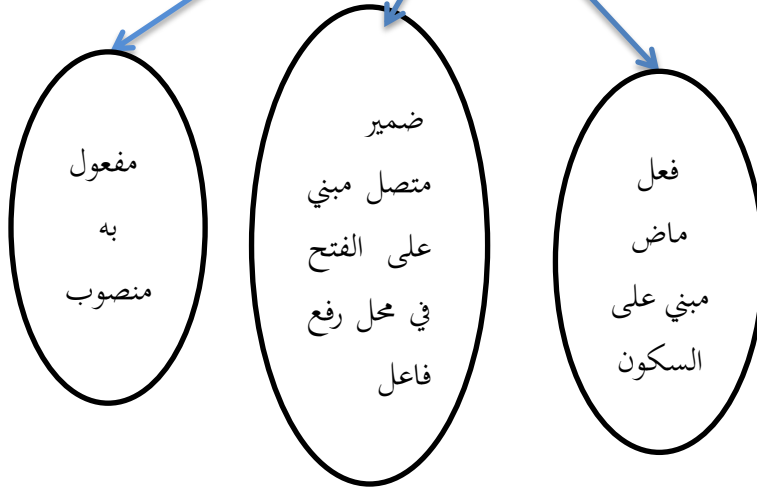 فعل
ماض
مبني على
السكون
ضمير
متصل مبني
على الفتح
في محل رفع
فاعل
مفعول
به
منصوب